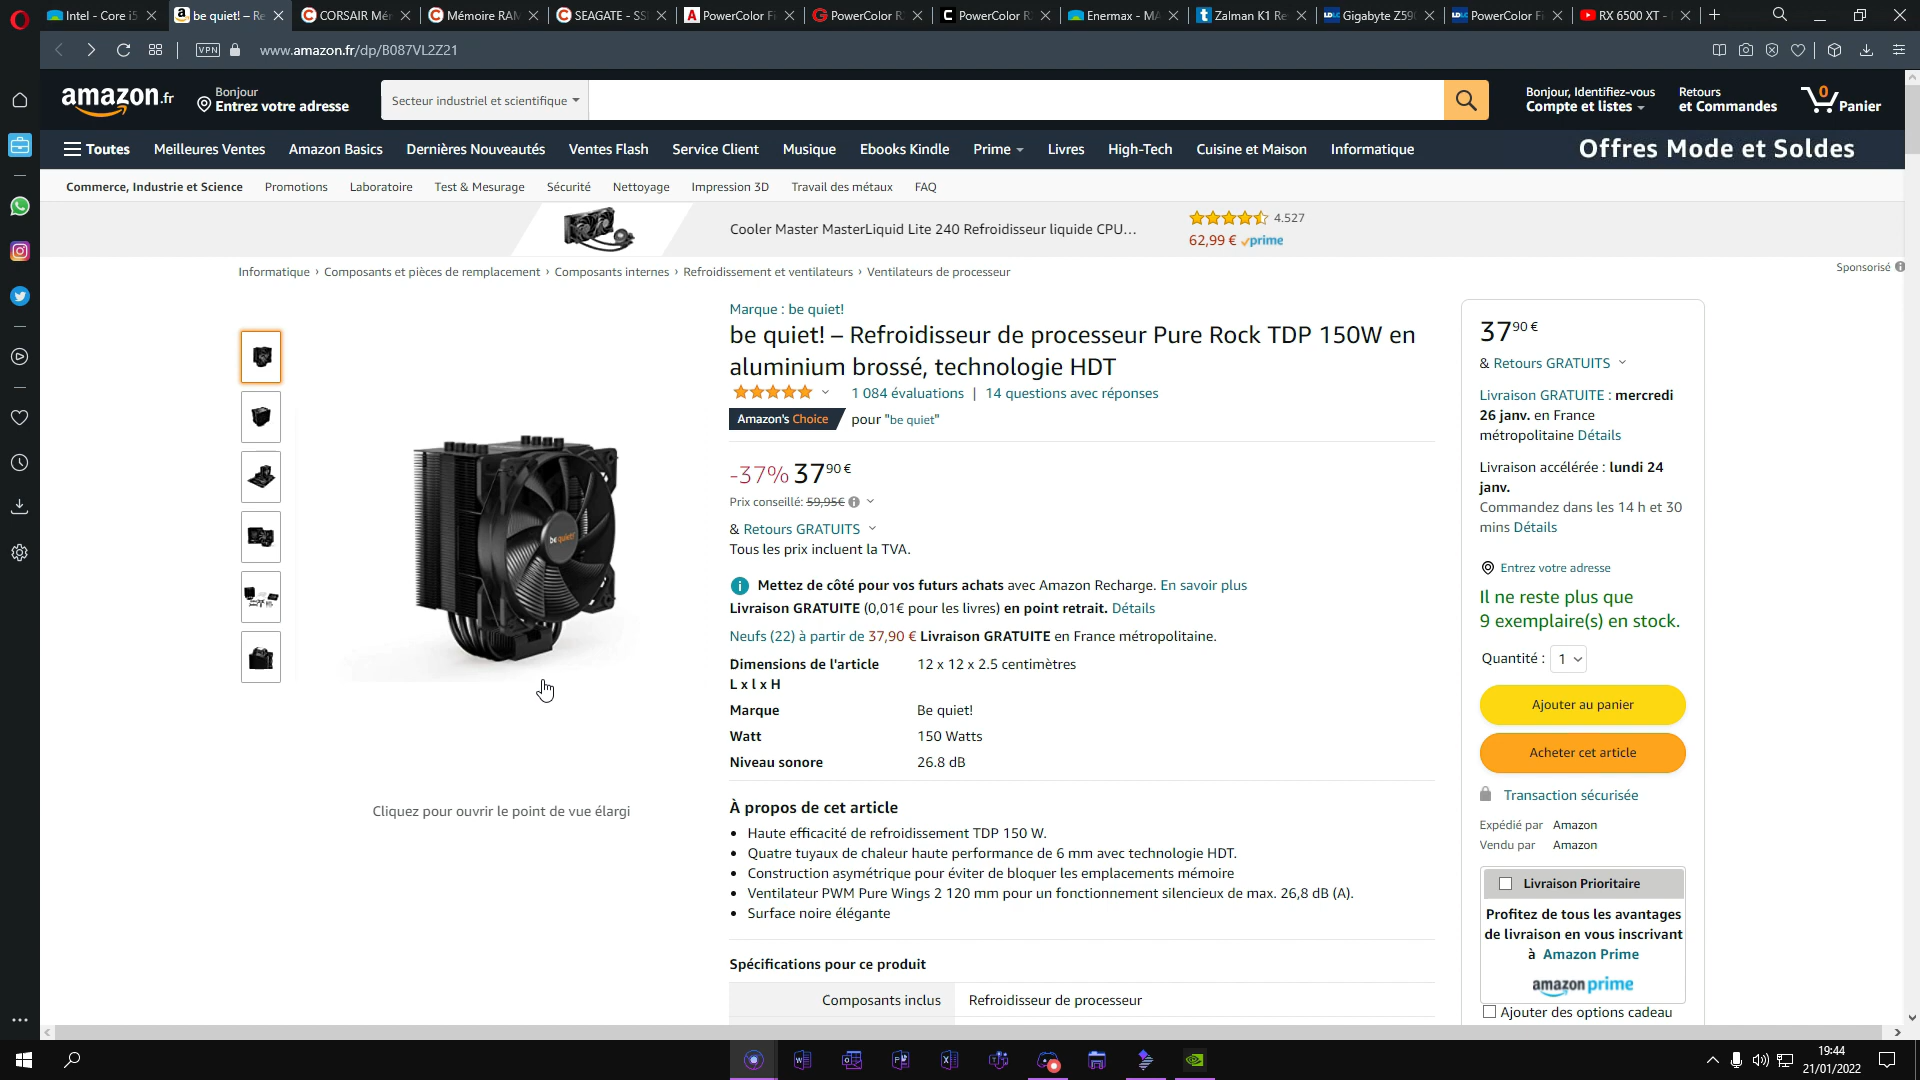 Intel - Core i5
be quiet! – Re
CORSAIR Mé
Mémoire RAM
SEAGATE - SS
PowerColor F
PowerColor R
PowerColor R
Enermax - MA
Zalman K1 Re
Gigabyte Z59
PowerColor F
RX 6500 XT -
VPN
www.amazon.fr/dp/B087VL2Z21
amazon.fr
Bonjour
Entrez votre adresse
Secteur industriel et scientifique
Bonjour, Identifiez-vous
Compte et listes
Retours
et Commandes
0
Panier
Toutes
Meilleures Ventes
Amazon Basics
Dernières Nouveautés
Ventes Flash
Service Client
Musique
Ebooks Kindle
Prime
Livres
High-Tech
Cuisine et Maison
Informatique
Offres Mode et Soldes
Commerce, Industrie et Science
Promotions
Laboratoire
Test & Mesurage
Sécurité
Nettoyage
Impression 3D
Travail des métaux
FAQ
Cooler Master MasterLiquid Lite 240 Refroidisseur liquide CPU...
4.527
62,99 € prime
Informatique › Composants et pièces de remplacement › Composants internes › Refroidissement et ventilateurs › Ventilateurs de processeur
Sponsorisé
Marque : be quiet!
be quiet! – Refroidisseur de processeur Pure Rock TDP 150W en
aluminium brossé, technologie HDT
1 084 évaluations | 14 questions avec réponses
Amazon's Choice pour "be quiet"
-37% 37 90 €
Prix conseillé: 59,95€
& Retours GRATUITS
Tous les prix incluent la TVA.
Mettez de côté pour vos futurs achats avec Amazon Recharge. En savoir plus
Livraison GRATUITE (0,01€ pour les livres) en point retrait. Détails
Neufs (22) à partir de 37,90 € Livraison GRATUITE en France métropolitaine.
Dimensions de l'article 12 x 12 x 2.5 centimètres
L x l x H
Marque Be quiet!
Watt 150 Watts
Niveau sonore 26.8 dB
À propos de cet article
• Haute efficacité de refroidissement TDP 150 W.
• Quatre tuyaux de chaleur haute performance de 6 mm avec technologie HDT.
• Construction asymétrique pour éviter de bloquer les emplacements mémoire
• Ventilateur PWM Pure Wings 2 120 mm pour un fonctionnement silencieux de max. 26,8 dB (A).
• Surface noire élégante
Spécifications pour ce produit
Composants inclus Refroidisseur de processeur
be quiet!
Cliquez pour ouvrir le point de vue élargi
37 90 €
& Retours GRATUITS
Livraison GRATUITE : mercredi
26 janv. en France
métropolitaine Détails
Livraison accélérée : lundi 24
janv.
Commandez dans les 14 h et 30
mins Détails
Entrez votre adresse
Il ne reste plus que
9 exemplaire(s) en stock.
Quantité : 1
Ajouter au panier
Acheter cet article
Transaction sécurisée
Expédié par Amazon
Vendu par Amazon
Livraison Prioritaire
Profitez de tous les avantages
de livraison en vous inscrivant
à Amazon Prime
amazon prime
Ajouter des options cadeau
19:44
21/01/2022